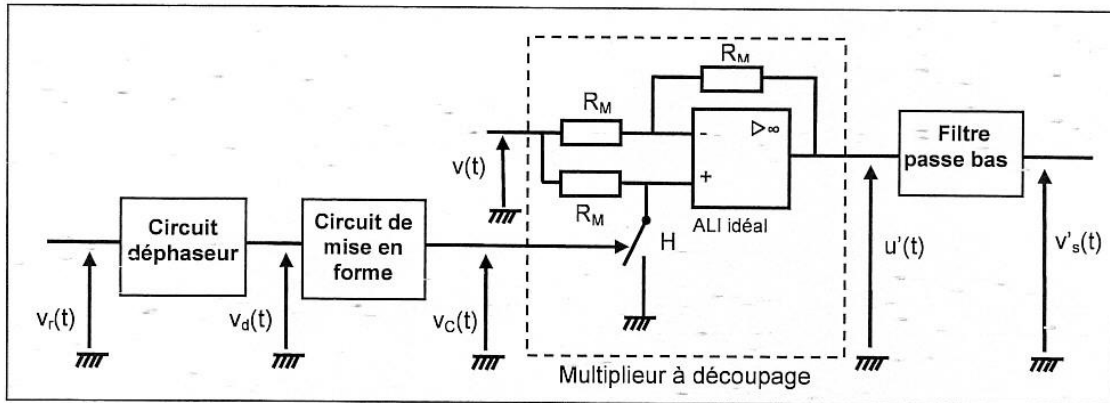 R_M
R_M
▷∞
-
Filtre
passe bas
v(t)
+
R_M
ALI idéal
Circuit
déphaseur
Circuit de
mise en
forme
H
u'(t)
v'_s(t)
v_r(t)
v_d(t)
v_C(t)
Multiplieur à découpage